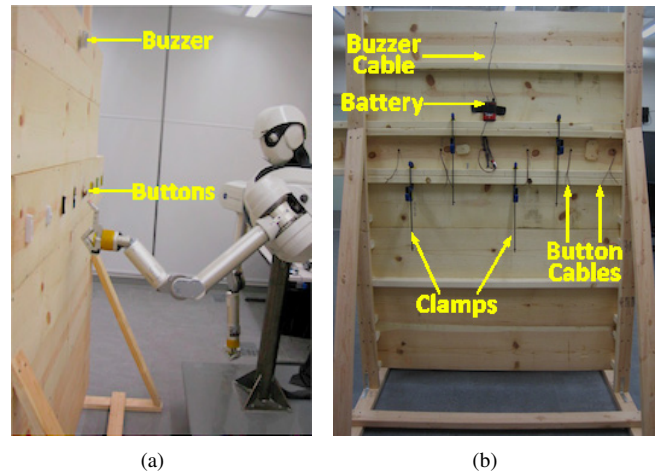 Buzzer
Buttons
Buzzer
Cable
Battery
Button
Cables
Clamps
(a)
(b)